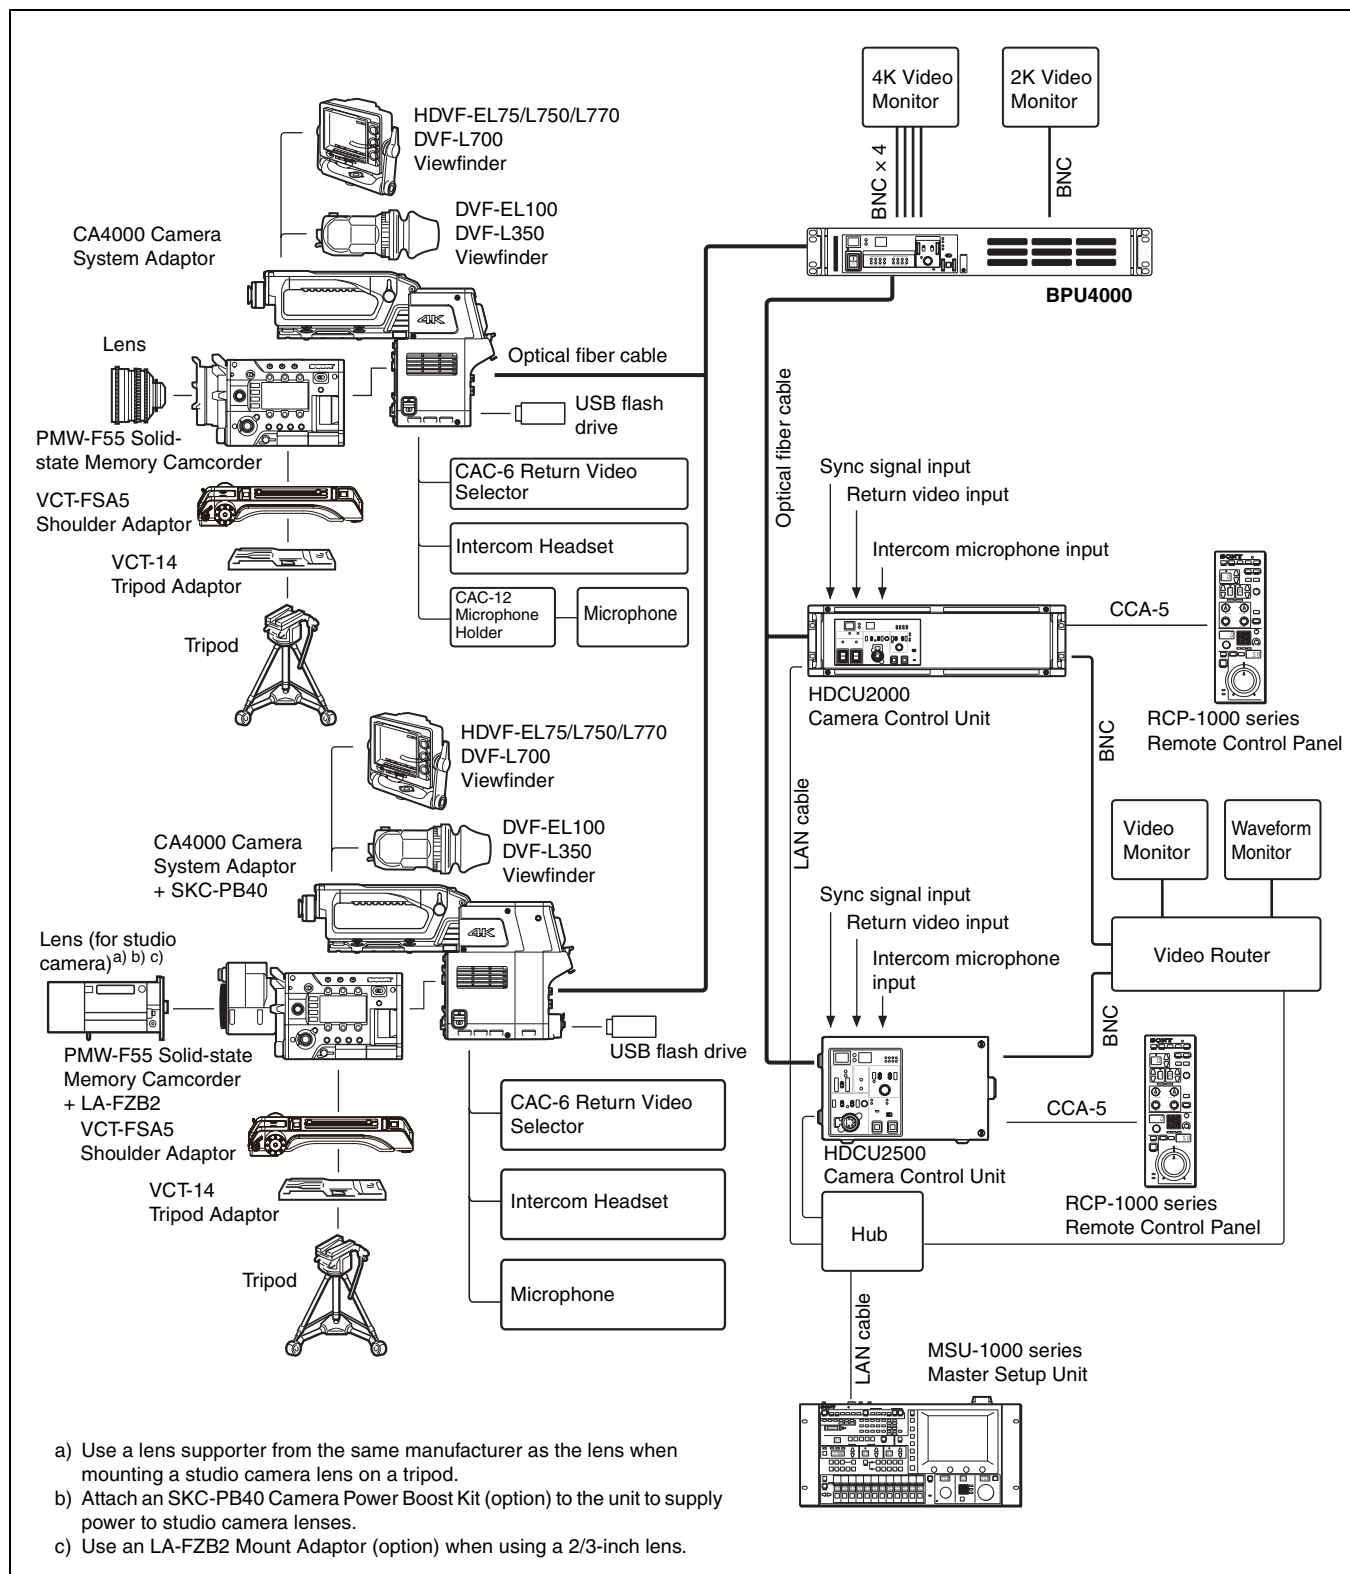 HDVF-EL75/L750/L770
DVF-L700
Viewfinder
DVF-EL100
DVF-L350
Viewfinder
CA4000 Camera
System Adaptor
4K
Lens
Optical fiber cable
USB flash
drive
PMW-F55 Solid-
state Memory Camcorder
VCT-FSA5
Shoulder Adaptor
VCT-14
Tripod Adaptor
Tripod
CAC-6 Return Video
Selector
Intercom Headset
CAC-12
Microphone
Holder
Microphone
HDVF-EL75/L750/L770
DVF-L700
Viewfinder
DVF-EL100
DVF-L350
Viewfinder
CA4000 Camera
System Adaptor
+ SKC-PB40
4K
Lens (for studio
camera)a) b) c)
USB flash drive
PMW-F55 Solid-state
Memory Camcorder
+ LA-FZB2
VCT-FSA5
Shoulder Adaptor
VCT-14
Tripod Adaptor
Tripod
CAC-6 Return Video
Selector
Intercom Headset
Microphone
4K Video
Monitor
2K Video
Monitor
BNC × 4
BNC
BPU4000
Optical fiber cable
Sync signal input
Return video input
Intercom microphone input
SONY
CCA-5
HDCU2000
Camera Control Unit
RCP-1000 series
Remote Control Panel
BNC
LAN cable
Video
Monitor
Waveform
Monitor
Video Router
Sync signal input
Return video input
Intercom microphone
input
BNC
SONY
CCA-5
HDCU2500
Camera Control Unit
RCP-1000 series
Remote Control Panel
Hub
LAN cable
MSU-1000 series
Master Setup Unit
a) Use a lens supporter from the same manufacturer as the lens when
mounting a studio camera lens on a tripod.
b) Attach an SKC-PB40 Camera Power Boost Kit (option) to the unit to supply
power to studio camera lenses.
c) Use an LA-FZB2 Mount Adaptor (option) when using a 2/3-inch lens.